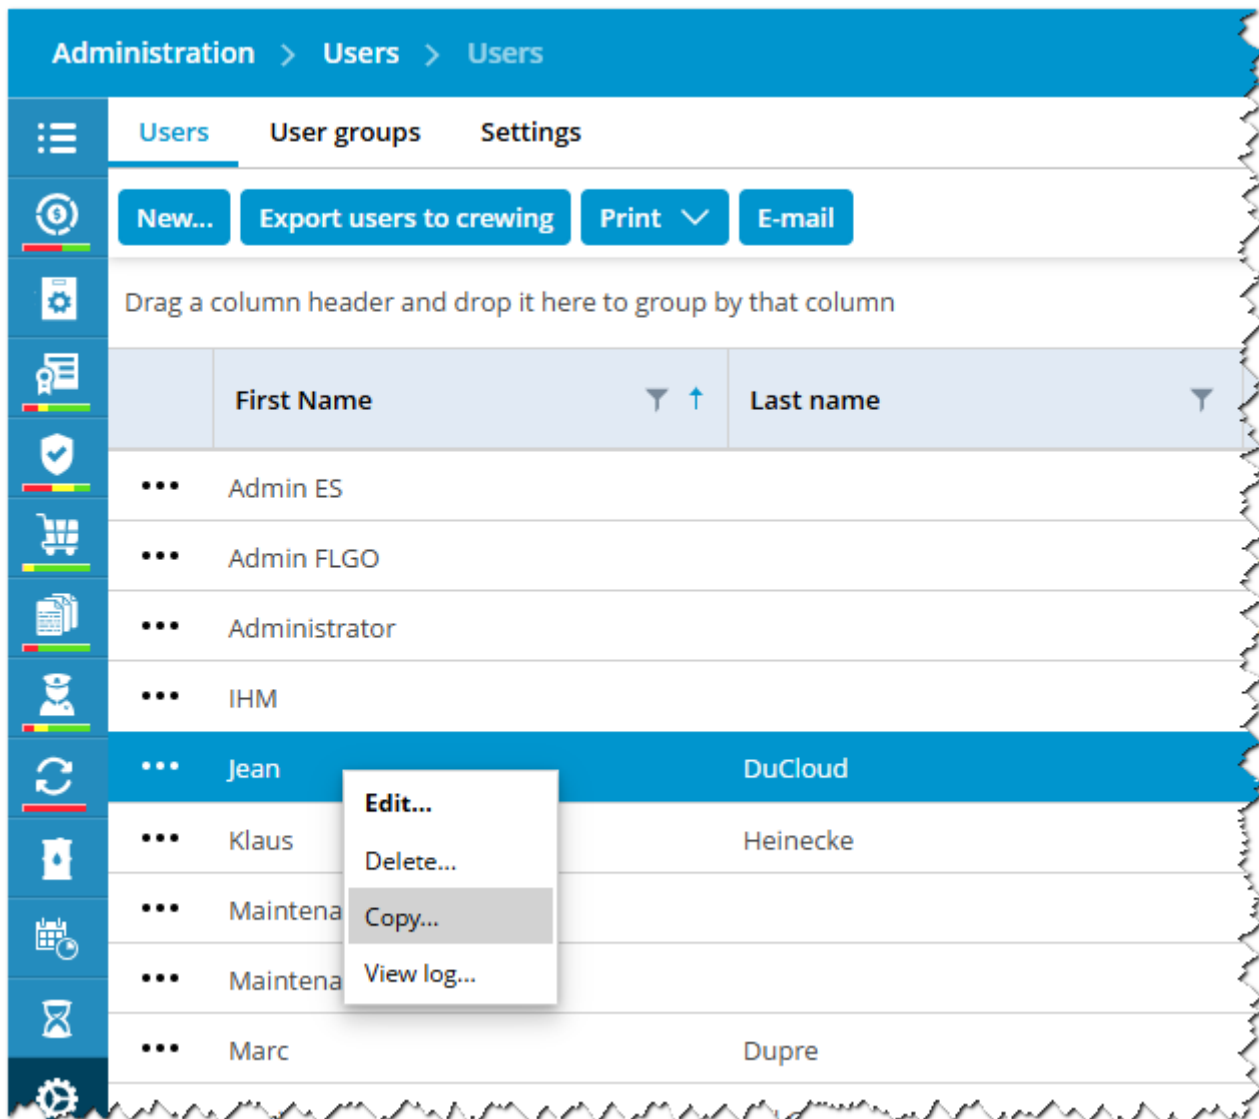 Administration > Users > Users
Users User groups Settings
New... Export users to crewing Print E-mail
Drag a column header and drop it here to group by that column
First Name Last name
Admin ES
Admin FLGO
Administrator
IHM
Jean DuCloud
Edit...
Klaus Heinecke
Delete...
Maintena
Copy...
Maintena
View log...
Marc Dupre